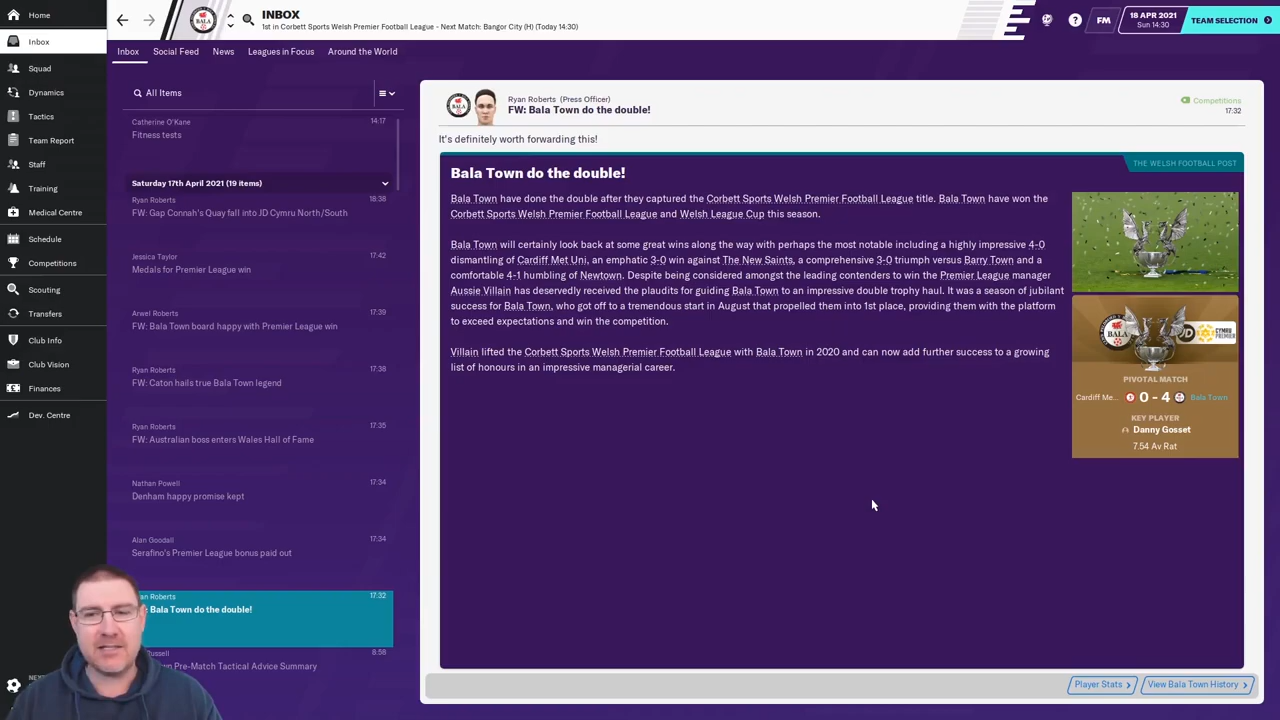 INBOX
1st in Corbett Sports Welsh Premier Football League - Next Match: Bangor City (H) (Today 14:30)
FM
18 APR 2021
Sun 14:30
TEAM SELECTION
Home
Inbox
Squad
Dynamics
Tactics
Team Report
Staff
Training
Medical Centre
Schedule
Competitions
Scouting
Transfers
Club Info
Club Vision
Finances
Dev. Centre
Inbox
Social Feed
News
Leagues in Focus
Around the World
All Items
Catherine O'Kane
14:17
Fitness tests
Saturday 17th April 2021 (19 items)
Ryan Roberts
18:38
FW: Gap Connah's Quay fall into JD Cymru North/South
Jessica Taylor
17:42
Medals for Premier League win
Arwel Roberts
17:39
FW: Bala Town board happy with Premier League win
Ryan Roberts
17:38
FW: Caton hails true Bala Town legend
Ryan Roberts
17:35
FW: Australian boss enters Wales Hall of Fame
Nathan Powell
17:34
Denham happy promise kept
Alan Goodall
17:34
Serafino's Premier League bonus paid out
an Roberts
17:32
: Bala Town do the double!
ussell
8:58
wn Pre-Match Tactical Advice Summary
Ryan Roberts (Press Officer)
FW: Bala Town do the double!
Competitions
17:32
It's definitely worth forwarding this!
THE WELSH FOOTBALL POST
Bala Town do the double!
Bala Town have done the double after they captured the Corbett Sports Welsh Premier Football League title. Bala Town have won the
Corbett Sports Welsh Premier Football League and Welsh League Cup this season.
Bala Town will certainly look back at some great wins along the way with perhaps the most notable including a highly impressive 4-0
dismantling of Cardiff Met Uni, an emphatic 3-0 win against The New Saints, a comprehensive 3-0 triumph versus Barry Town and a
comfortable 4-1 humbling of Newtown. Despite being considered amongst the leading contenders to win the Premier League manager
Aussie Villain has deservedly received the plaudits for guiding Bala Town to an impressive double trophy haul. It was a season of jubilant
success for Bala Town, who got off to a tremendous start in August that propelled them into 1st place, providing them with the platform
to exceed expectations and win the competition.
Villain lifted the Corbett Sports Welsh Premier Football League with Bala Town in 2020 and can now add further success to a growing
list of honours in an impressive managerial career.
BALA
JD
CYMRU
PREMIER
PIVOTAL MATCH
Cardiff Me... 0 - 4 Bala Town
KEY PLAYER
Danny Gosset
7.54 Av Rat
Player Stats
View Bala Town History